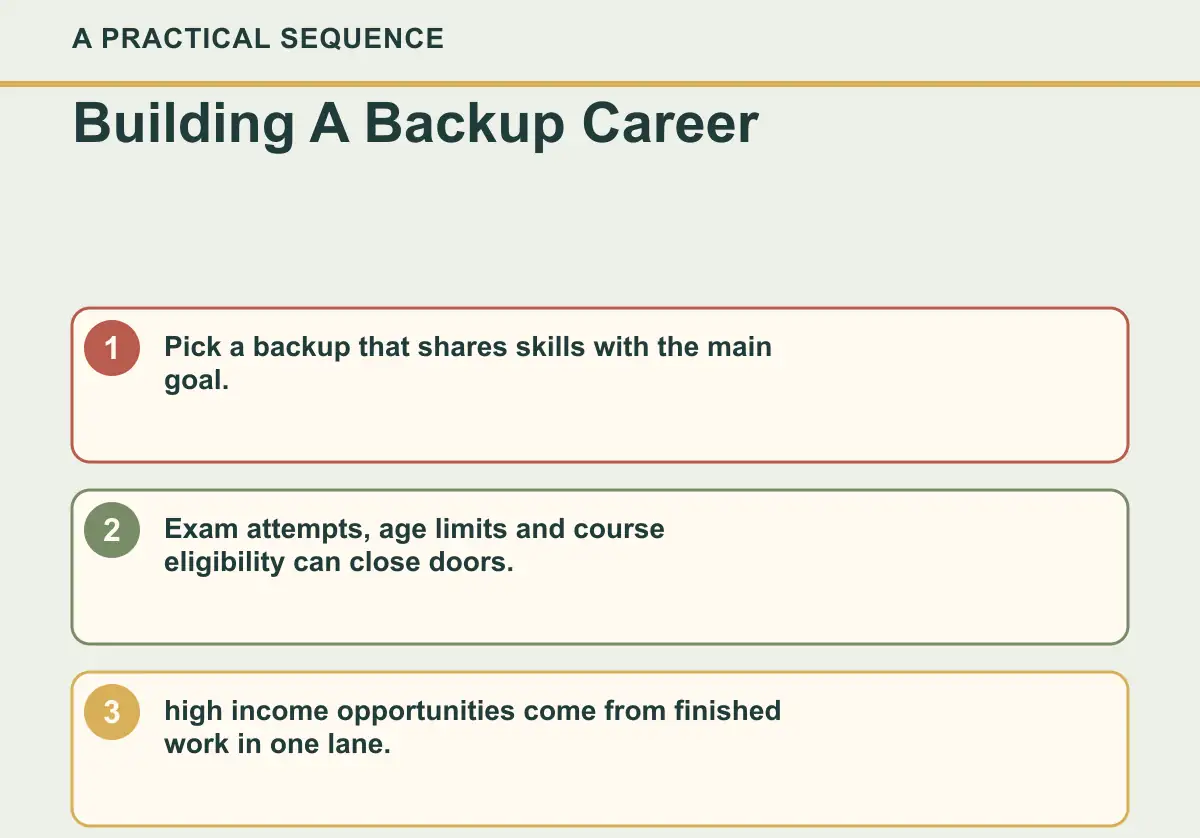 A PRACTICAL SEQUENCE
Building A Backup Career
1
Pick a backup that shares skills with the main
goal.
2
Exam attempts, age limits and course
eligibility can close doors.
3
high income opportunities come from finished
work in one lane.